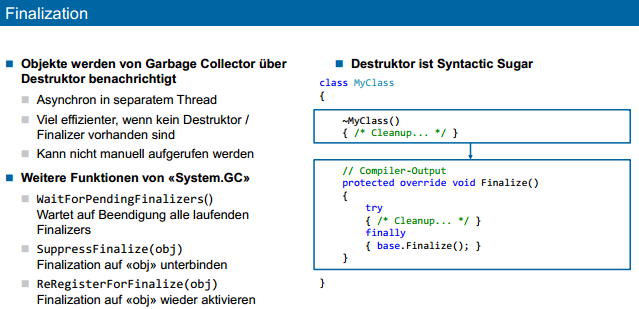 Finalization
Objekte werden von Garbage Collector über
Destruktor benachrichtigt
Asynchron in separatem Thread
Viel effizienter, wenn kein Destruktor /
Finalizer vorhanden sind
Kann nicht manuell aufgerufen werden
Weitere Funktionen von «System.GC»
WaitForPendingFinalizers()
Wartet auf Beendigung alle laufenden
Finalizers
SuppressFinalize(obj)
Finalization auf «obj» unterbinden
ReRegisterForFinalize(obj)
Finalization auf «obj» wieder aktivieren
Destruktor ist Syntactic Sugar
class MyClass
{
~MyClass()
{ /* Cleanup... */ }
// Compiler-Output
protected override void Finalize()
{
try
{ /* Cleanup... */ }
finally
{ base.Finalize(); }
}
}